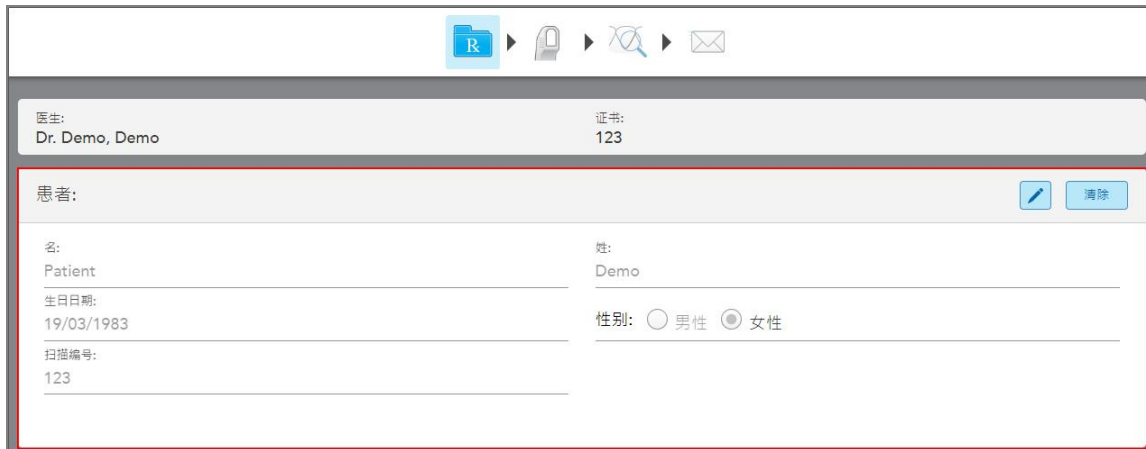 R
医生:
证书:
Dr. Demo, Demo
123
患者:
清除
名:
姓:
Patient
Demo
生日日期:
19/03/1983
性别: 男性 女性
扫描编号:
123